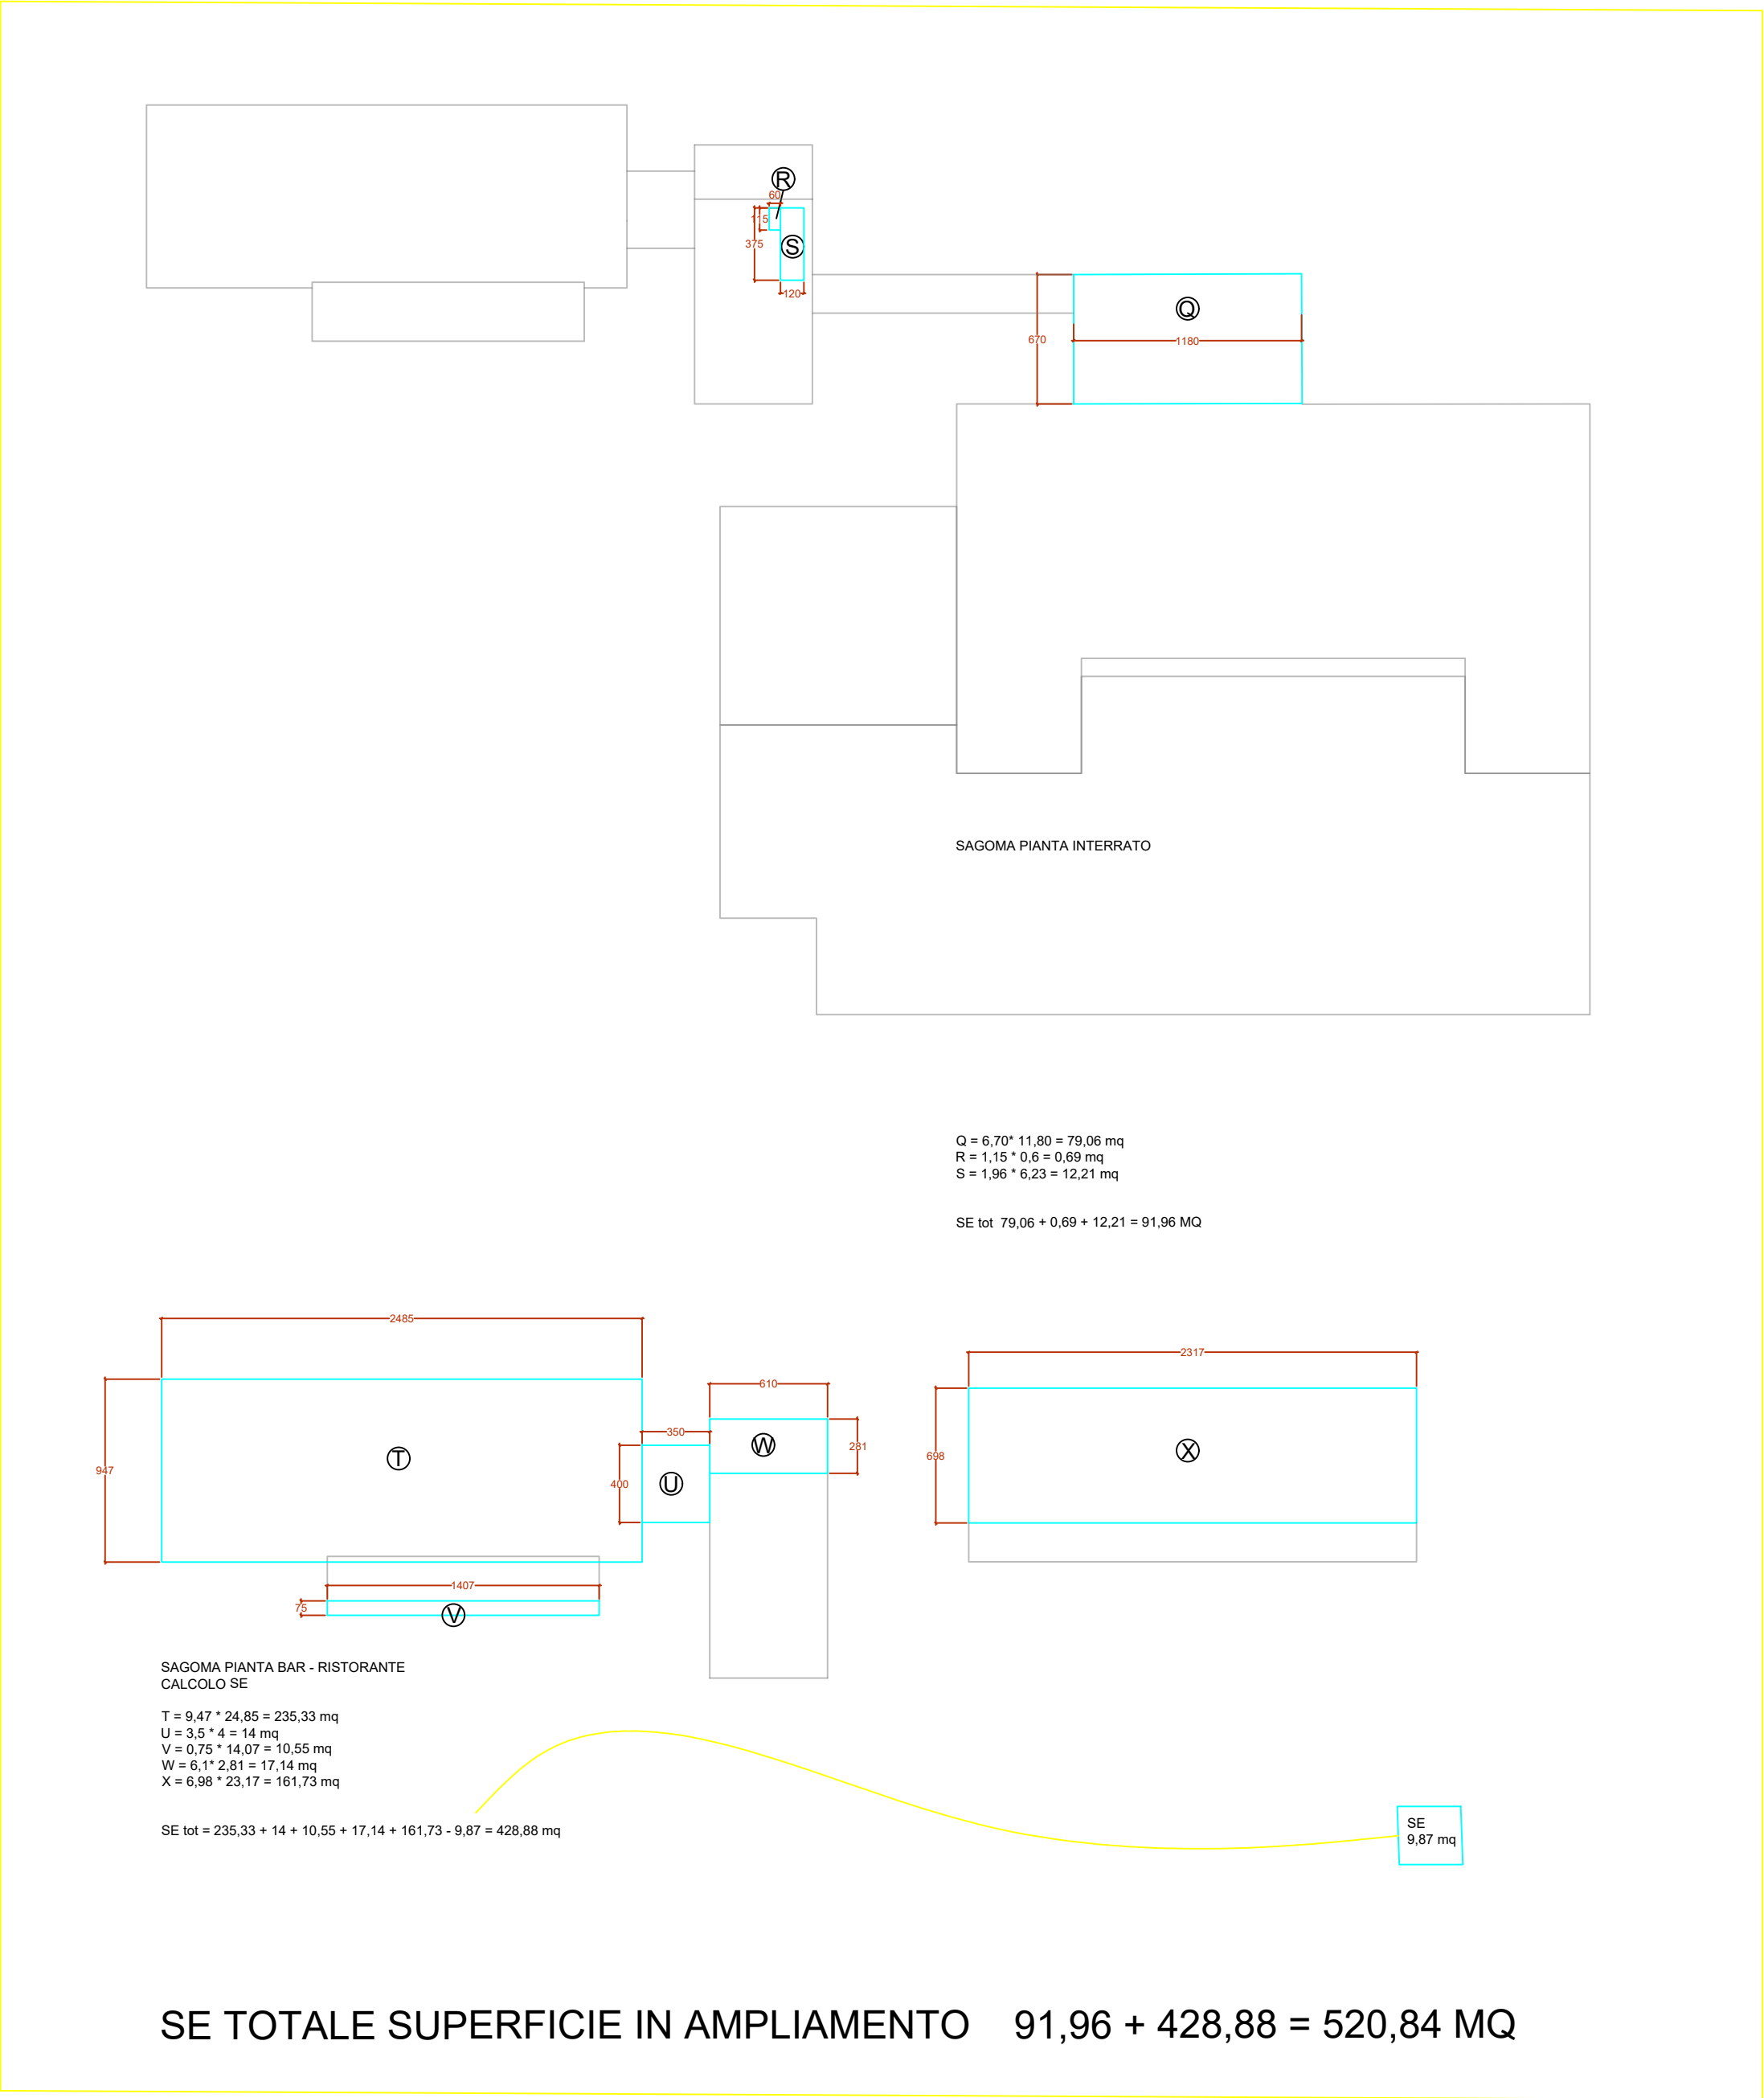 R
60
115
375
S
120
Q
670
1180
SAGOMA PIANTA INTERRATO
Q = 6,70* 11,80 = 79,06 mq
R = 1,15 * 0,6 = 0,69 mq
S = 1,96 * 6,23 = 12,21 mq
SE tot 79,06 + 0,69 + 12,21 = 91,96 MQ
2485
2317
610
350
W
281
T
X
947
698
400
U
1407
75
V
SAGOMA PIANTA BAR - RISTORANTE
CALCOLO SE
T = 9,47 * 24,85 = 235,33 mq
U = 3,5 * 4 = 14 mq
V = 0,75 * 14,07 = 10,55 mq
W = 6,1* 2,81 = 17,14 mq
X = 6,98 * 23,17 = 161,73 mq
SE tot = 235,33 + 14 + 10,55 + 17,14 + 161,73 - 9,87 = 428,88 mq
SE
9,87 mq
SE TOTALE SUPERFICIE IN AMPLIAMENTO 91,96 + 428,88 = 520,84 MQ